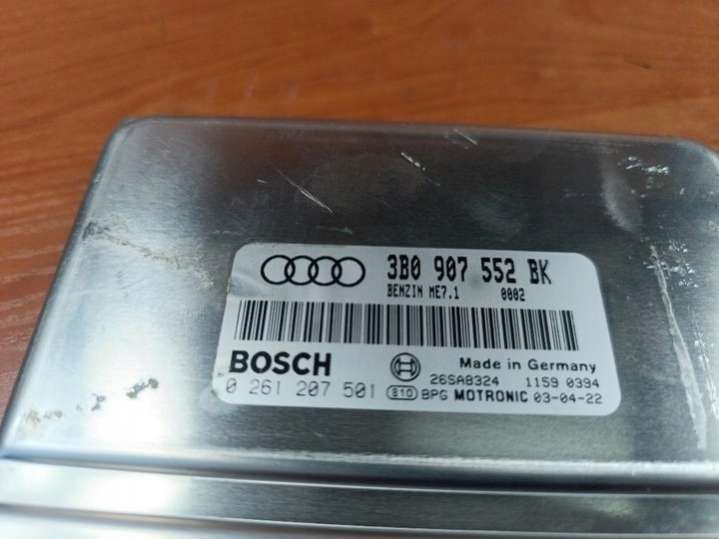 3B0 907 552 BK
BENZIN ME7.1 0002
BOSCH
Made in Germany
0 261 207 501
26SA8324 1159 0394
BPG MOTRONIC 03-04-22